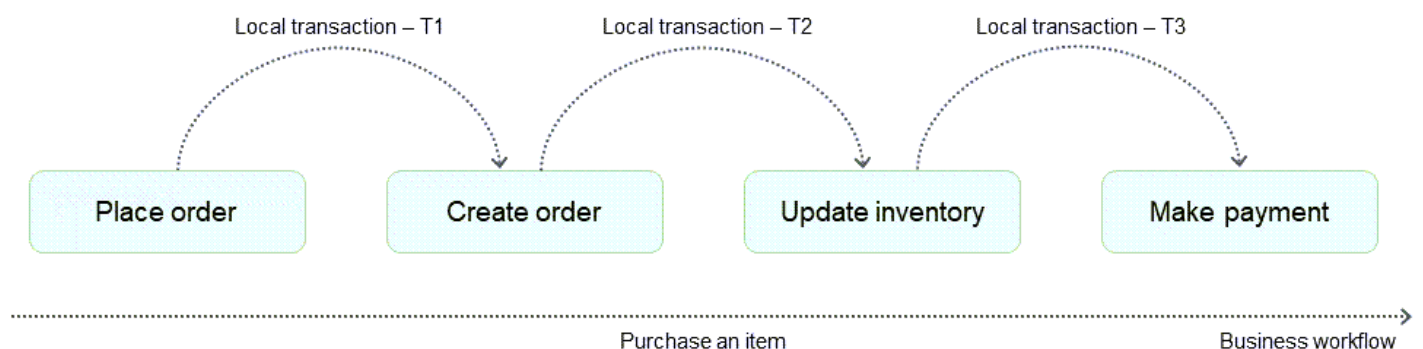 Local transaction – T1
Local transaction – T2
Local transaction – T3
Place order
Create order
Update inventory
Make payment
Purchase an item
Business workflow